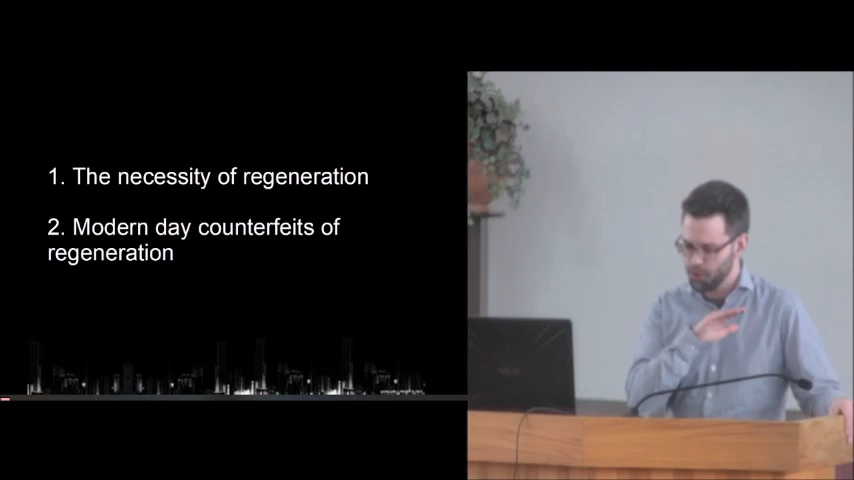 1. The necessity of regeneration
2. Modern day counterfeits of
regeneration